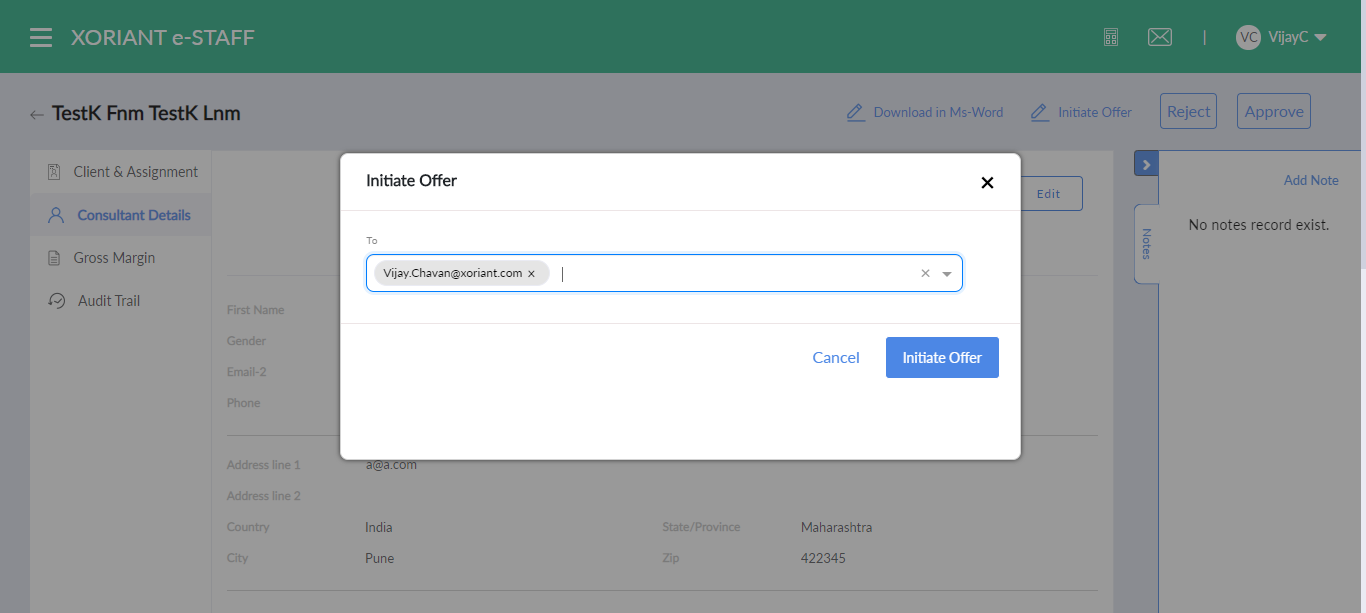 XORIANT e-STAFF
|
VC VijayC
TestK Fnm TestK Lnm
Download in Ms-Word
Initiate Offer
Reject
Approve
Client & Assignment
Consultant Details
Gross Margin
Audit Trail
Initiate Offer
To
Vijay.Chavan@xoriant.com ×
Cancel
Initiate Offer
Edit
First Name
Gender
Email-2
Phone
Address line 1 a@a.com
Address line 2
Country India State/Province Maharashtra
City Pune Zip 422345
Add Note
Notes
No notes record exist.